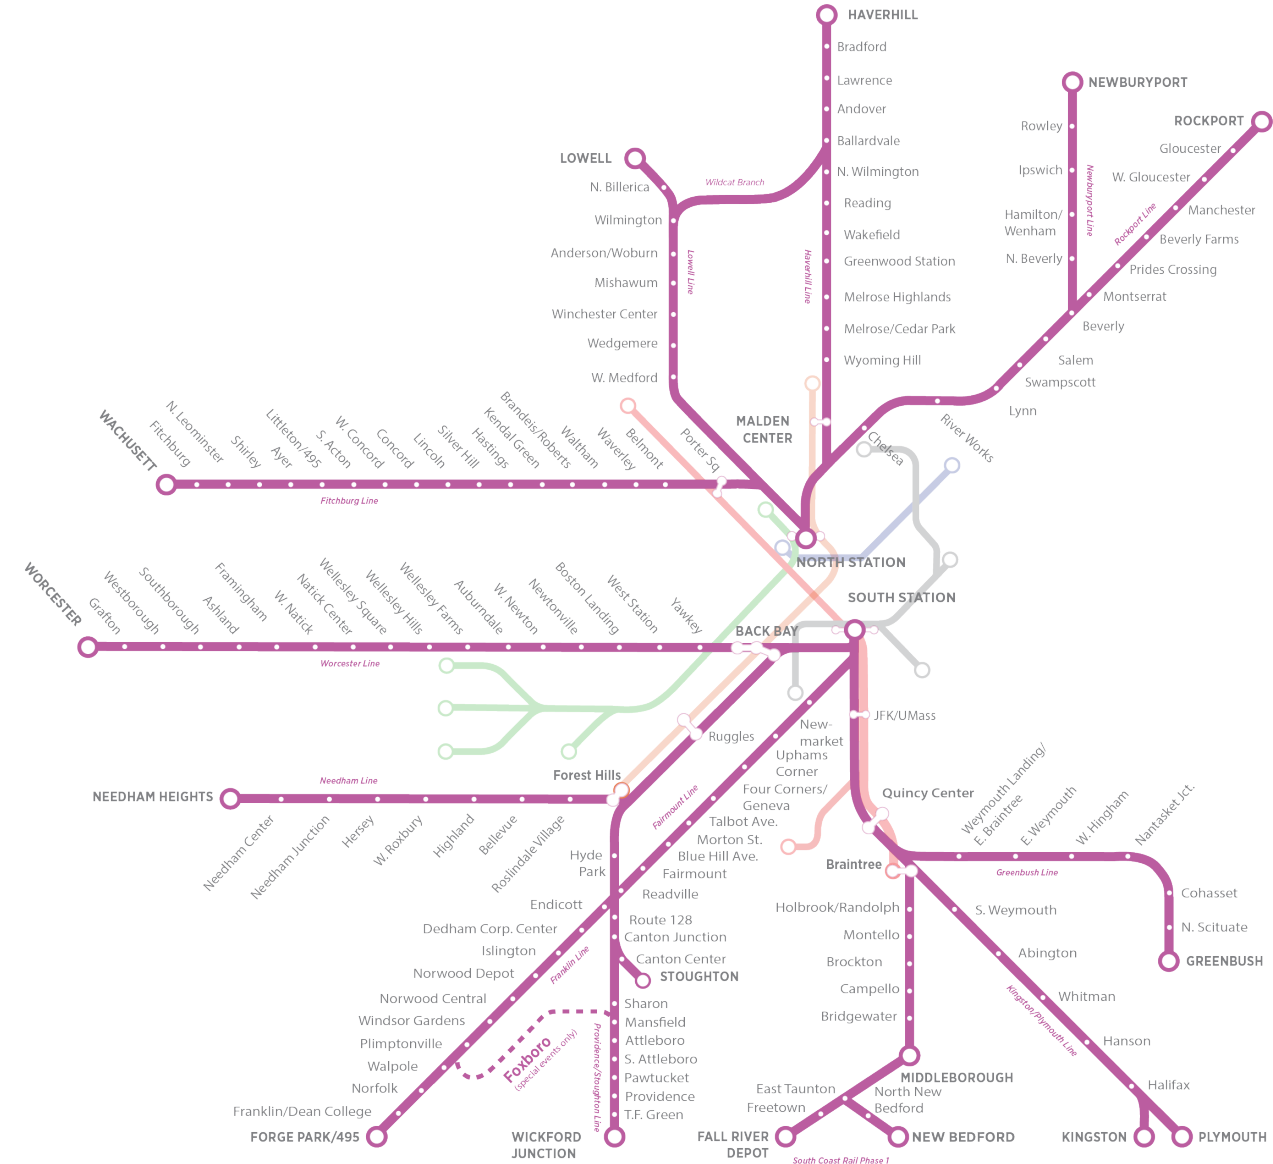 HAVERHILL
Bradford
Lawrence
Andover
Ballardvale
N. Wilmington
Reading
Wakefield
Greenwood Station
Melrose Highlands
Melrose/Cedar Park
Wyoming Hill
MALDEN
CENTER
Haverhill Line
NEWBURYPORT
Rowley
Ipswich
Hamilton/
Wenham
N. Beverly
Newburyport Line
ROCKPORT
Gloucester
W. Gloucester
Manchester
Beverly Farms
Prides Crossing
Montserrat
Rockport Line
Beverly
Salem
Swampscott
Lynn
River Works
Chelsea
LOWELL
N. Billerica
Wilmington
Anderson/Woburn
Mishawum
Winchester Center
Wedgemere
W. Medford
Lowell Line
Wildcat Branch
WACHUSETT
Fitchburg
N. Leominster
Shirley
Ayer
Littleton/495
S. Acton
W. Concord
Concord
Lincoln
Silver Hill
Hastings
Kendal Green
Brandeis/Roberts
Waltham
Waverley
Belmont
Porter Sq.
Fitchburg Line
NORTH STATION
SOUTH STATION
WORCESTER
Grafton
Westborough
Southborough
Ashland
Framingham
W. Natick
Natick Center
Wellesley Square
Wellesley Hills
Wellesley Farms
Auburndale
W. Newton
Newtonville
Boston Landing
West Station
Yawkey
BACK BAY
Worcester Line
Ruggles
Forest Hills
NEEDHAM HEIGHTS
Needham Line
Needham Center
Needham Junction
Hersey
W. Roxbury
Highland
Bellevue
Roslindale Village
New-
market
Uphams
Corner
Four Corners/
Geneva
Talbot Ave.
Morton St.
Blue Hill Ave.
Fairmount
Readville
Fairmount Line
Hyde
Park
Endicott
Dedham Corp. Center
Islington
Norwood Depot
Norwood Central
Windsor Gardens
Plimptonville
Walpole
Norfolk
Franklin/Dean College
FORGE PARK/495
Franklin Line
Foxboro
(special events only)
Route 128
Canton Junction
Canton Center
STOUGHTON
Sharon
Mansfield
Attleboro
S. Attleboro
Pawtucket
Providence
T.F. Green
WICKFORD
JUNCTION
Providence/Stoughton Line
JFK/UMass
Quincy Center
Braintree
Weymouth Landing/
E. Braintree
E. Weymouth
W. Hingham
Nantasket Jct.
Greenbush Line
Cohasset
N. Scituate
GREENBUSH
S. Weymouth
Abington
Whitman
Hanson
Halifax
KINGSTON
PLYMOUTH
Kingston/Plymouth Line
Holbrook/Randolph
Montello
Brockton
Campello
Bridgewater
MIDDLEBOROUGH
East Taunton
Freetown
North New
Bedford
FALL RIVER
DEPOT
NEW BEDFORD
South Coast Rail Phase 1